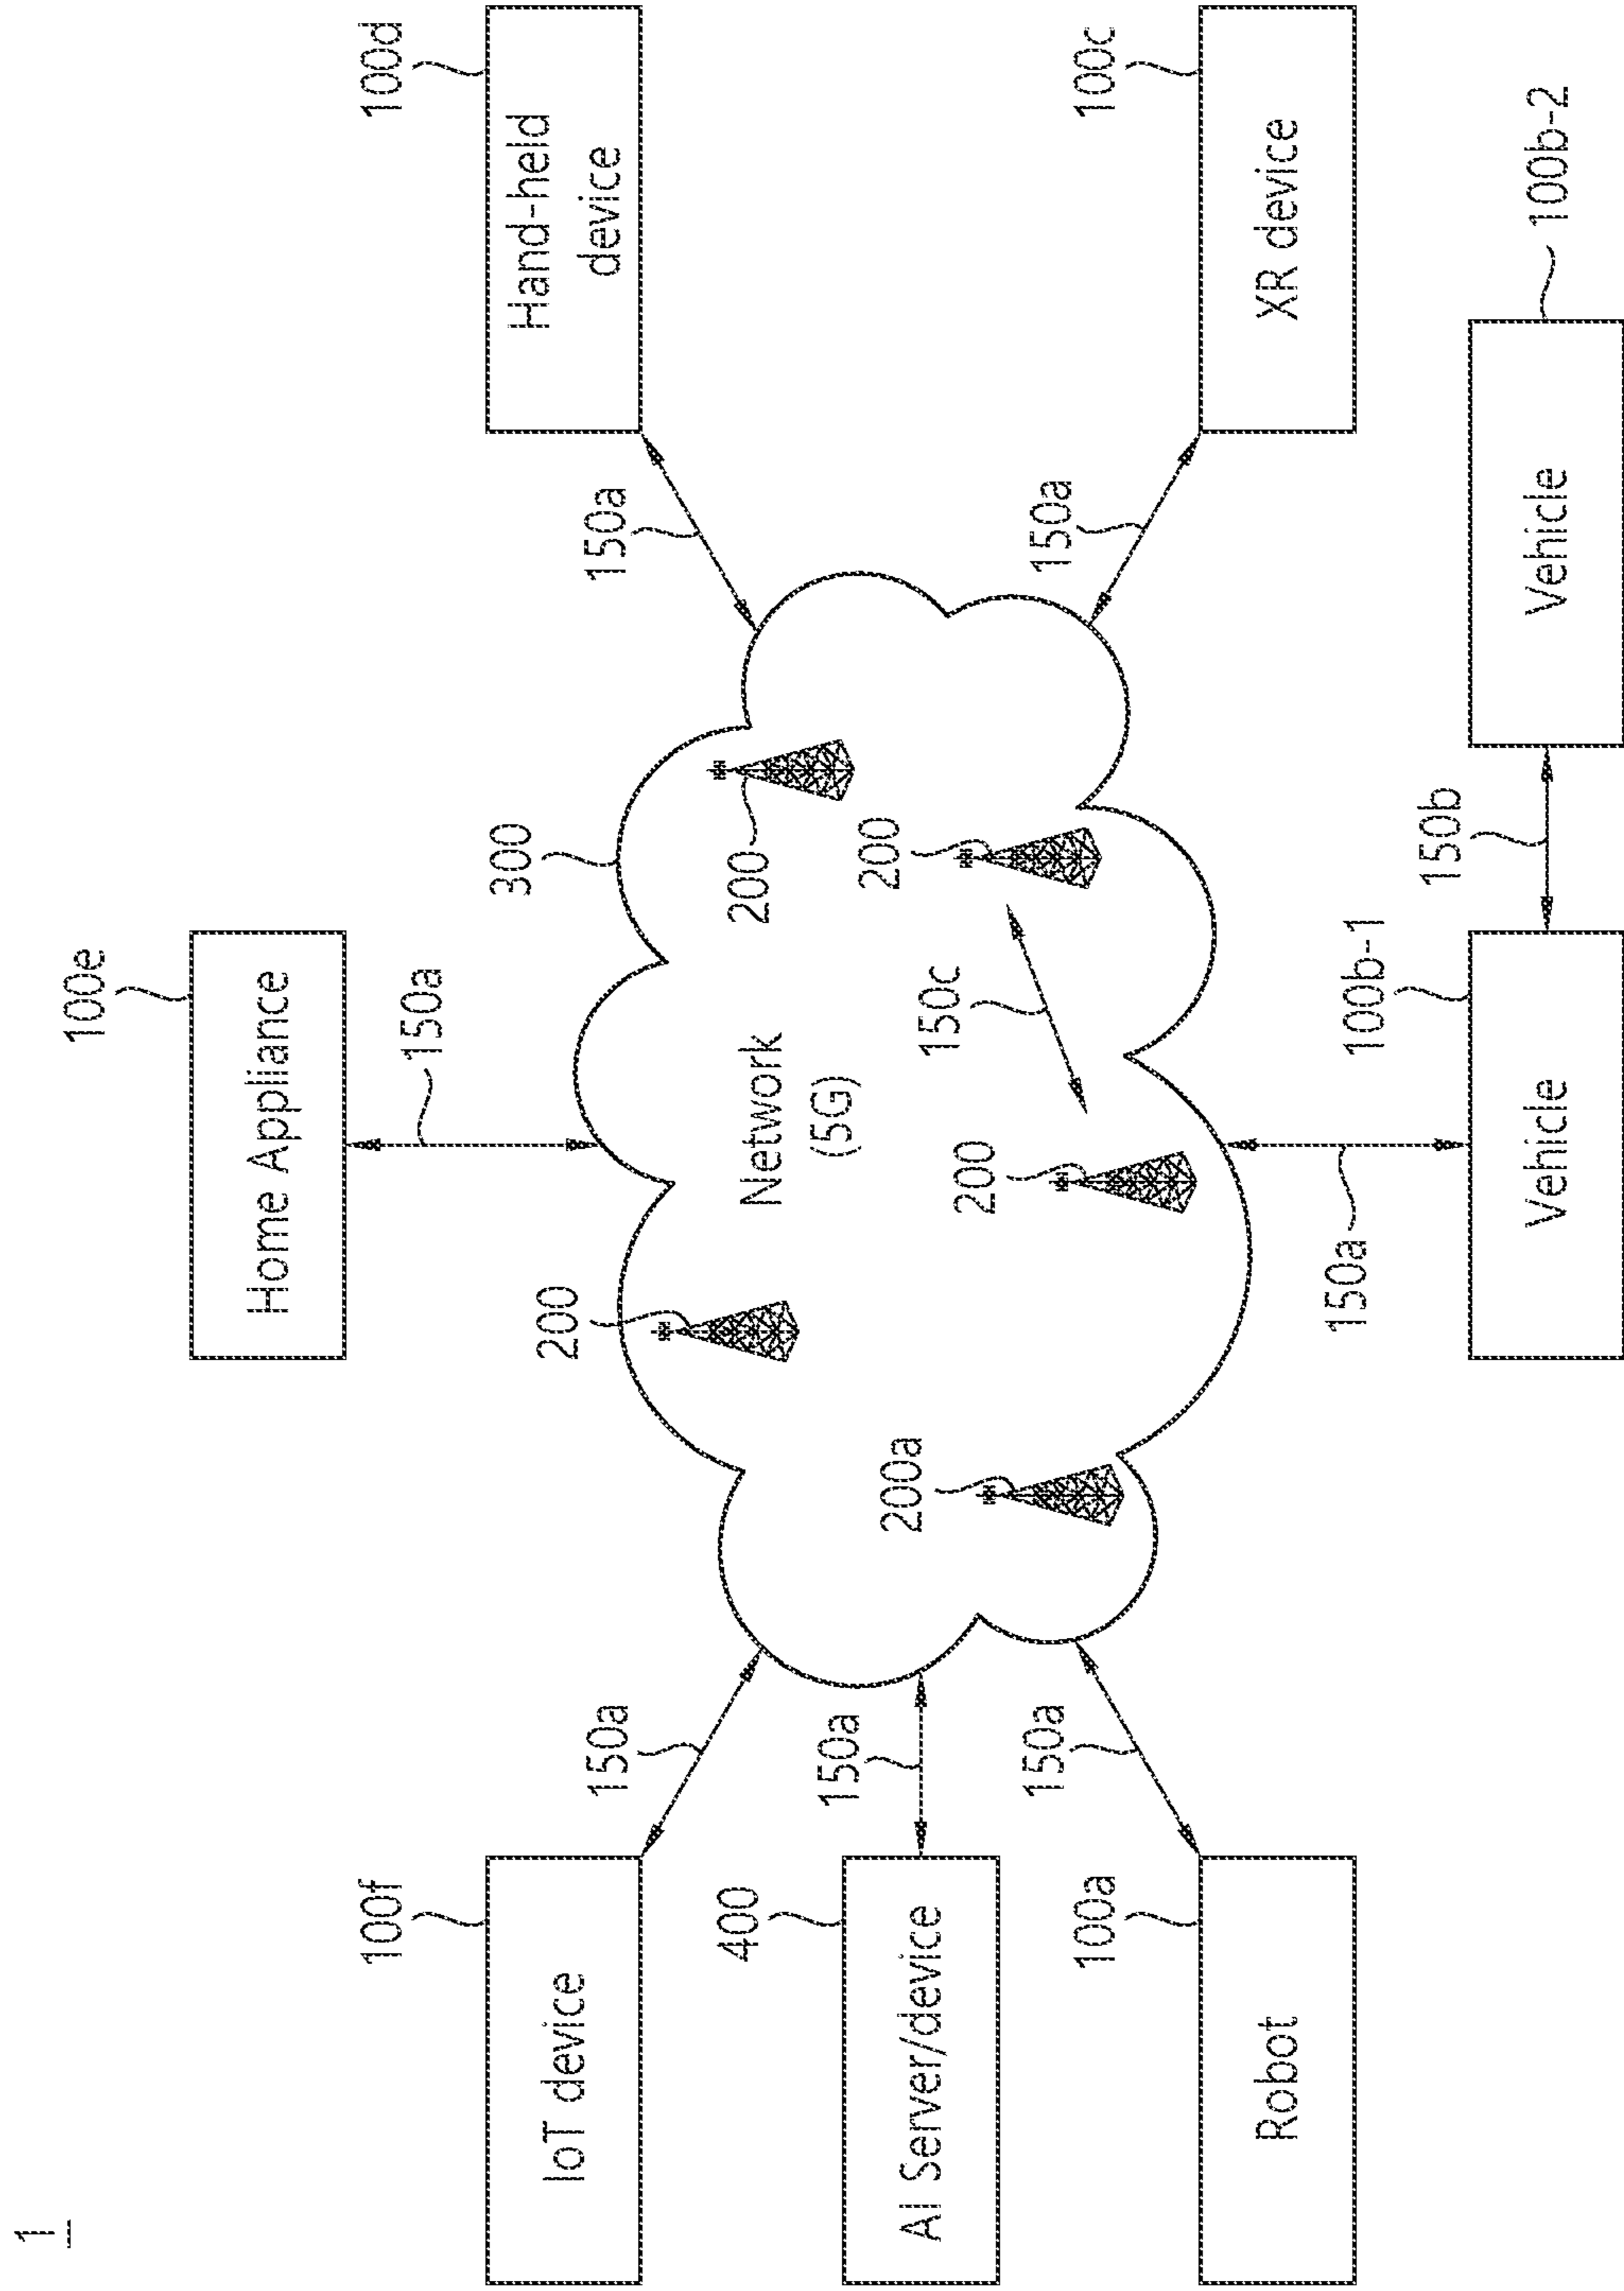 1
100e
Home Appliance
150a
100f
IoT device
150a
300
100d
Hand-held
device
150a
200
200
Network
(5G)
400
AI Server/device
150a
200a
200
150c
200
100a
Robot
150a
100c
XR device
150a
150a
100b-1
Vehicle
150b
Vehicle
100b-2